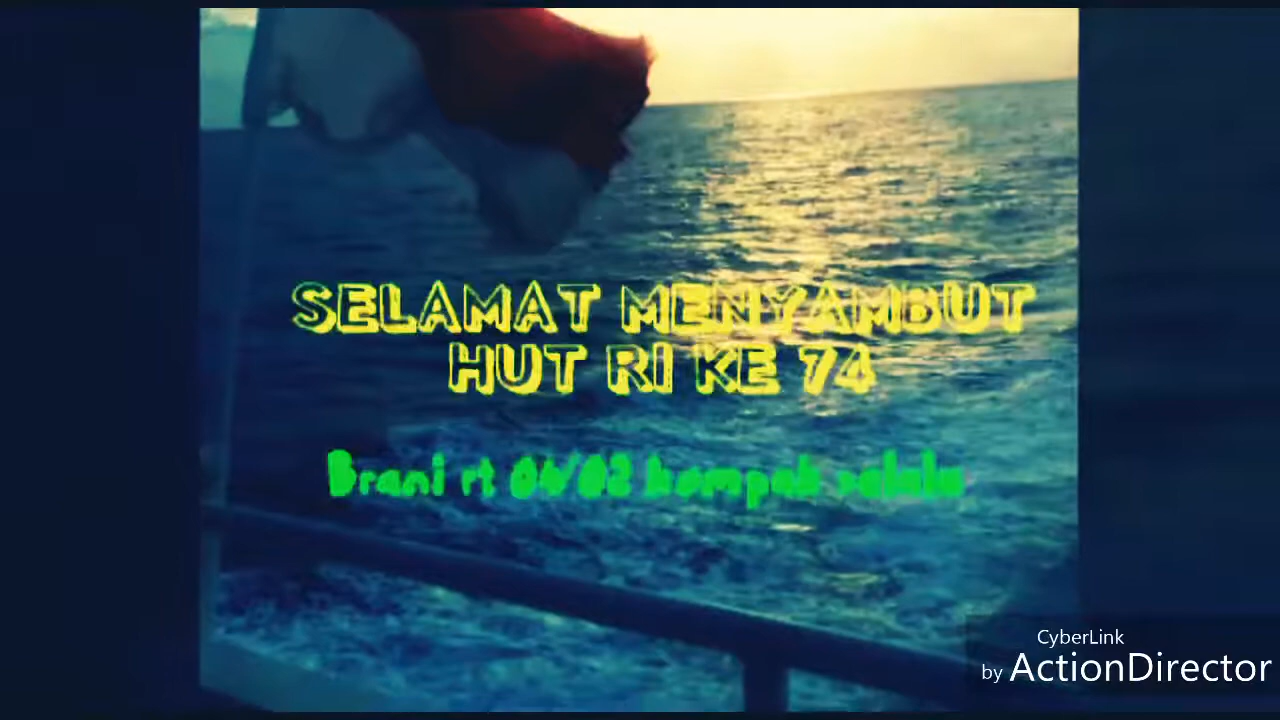 SELAMAT MENYAMBUT
HUT RI KE 74
Brani rt 04/02 kompak selalu
CyberLink
by ActionDirector